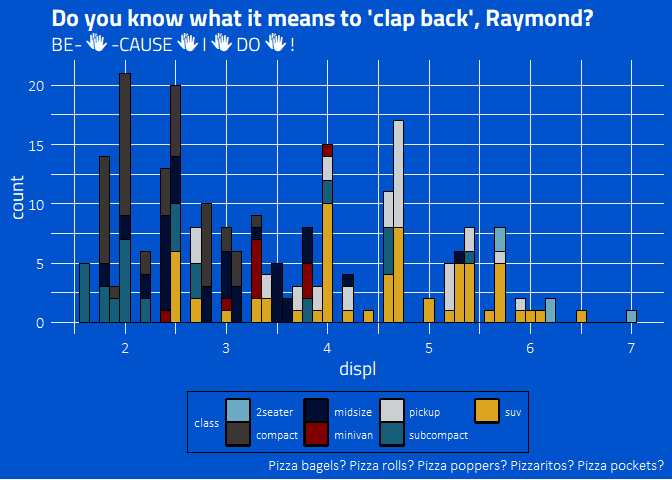 Do you know what it means to 'clap back', Raymond?
BE- 👋 -CAUSE 👋 I 👋 DO 👋 !
20
15
10
5
0
count
2 3 4 5 6 7
displ
class
2seater midsize pickup suv
compact minivan subcompact
Pizza bagels? Pizza rolls? Pizza poppers? Pizzaritos? Pizza pockets?